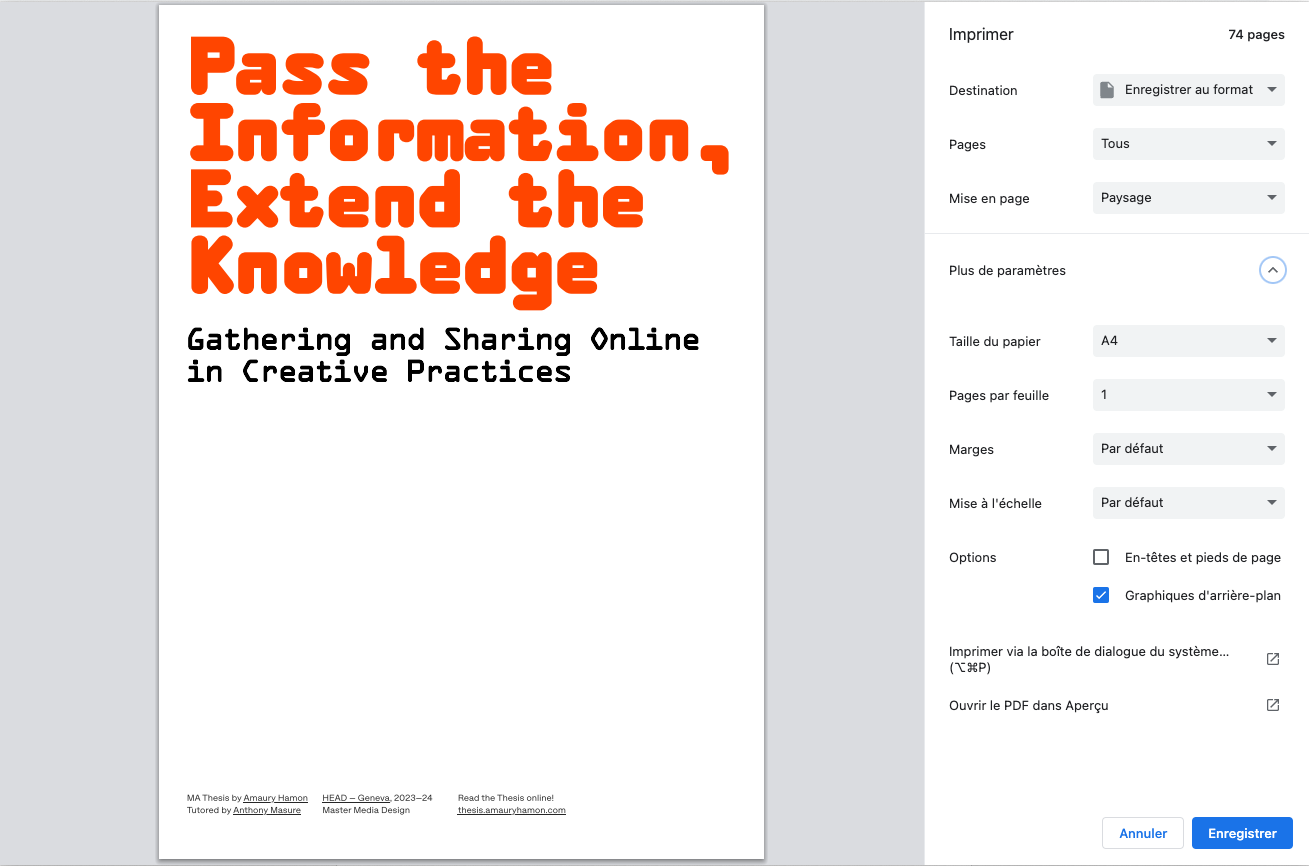 Pass the
Information,
Extend the
Knowledge
Gathering and Sharing Online
in Creative Practices
MA Thesis by Amaury Hamon
Tutored by Anthony Masure
HEAD – Geneva, 2023–24
Master Media Design
Read the Thesis online!
thesis.amauryhamon.com
Imprimer
74 pages
Destination
Enregistrer au format
Pages
Tous
Mise en page
Paysage
Plus de paramètres
Taille du papier
A4
Pages par feuille
1
Marges
Par défaut
Mise à l'échelle
Par défaut
Options
En-têtes et pieds de page
Graphiques d'arrière-plan
Imprimer via la boîte de dialogue du système…
(⌥⌘P)
Ouvrir le PDF dans Aperçu
Annuler
Enregistrer